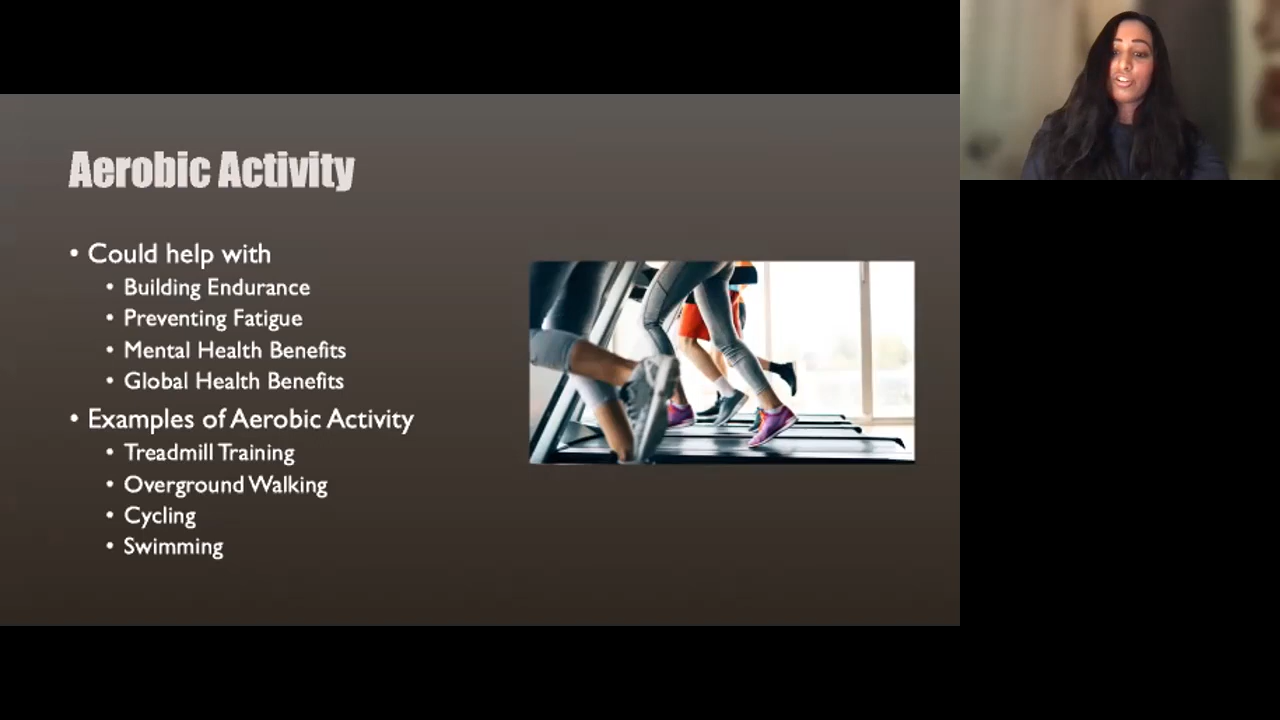 Aerobic Activity
• Could help with
• Building Endurance
• Preventing Fatigue
• Mental Health Benefits
• Global Health Benefits
• Examples of Aerobic Activity
• Treadmill Training
• Overground Walking
• Cycling
• Swimming